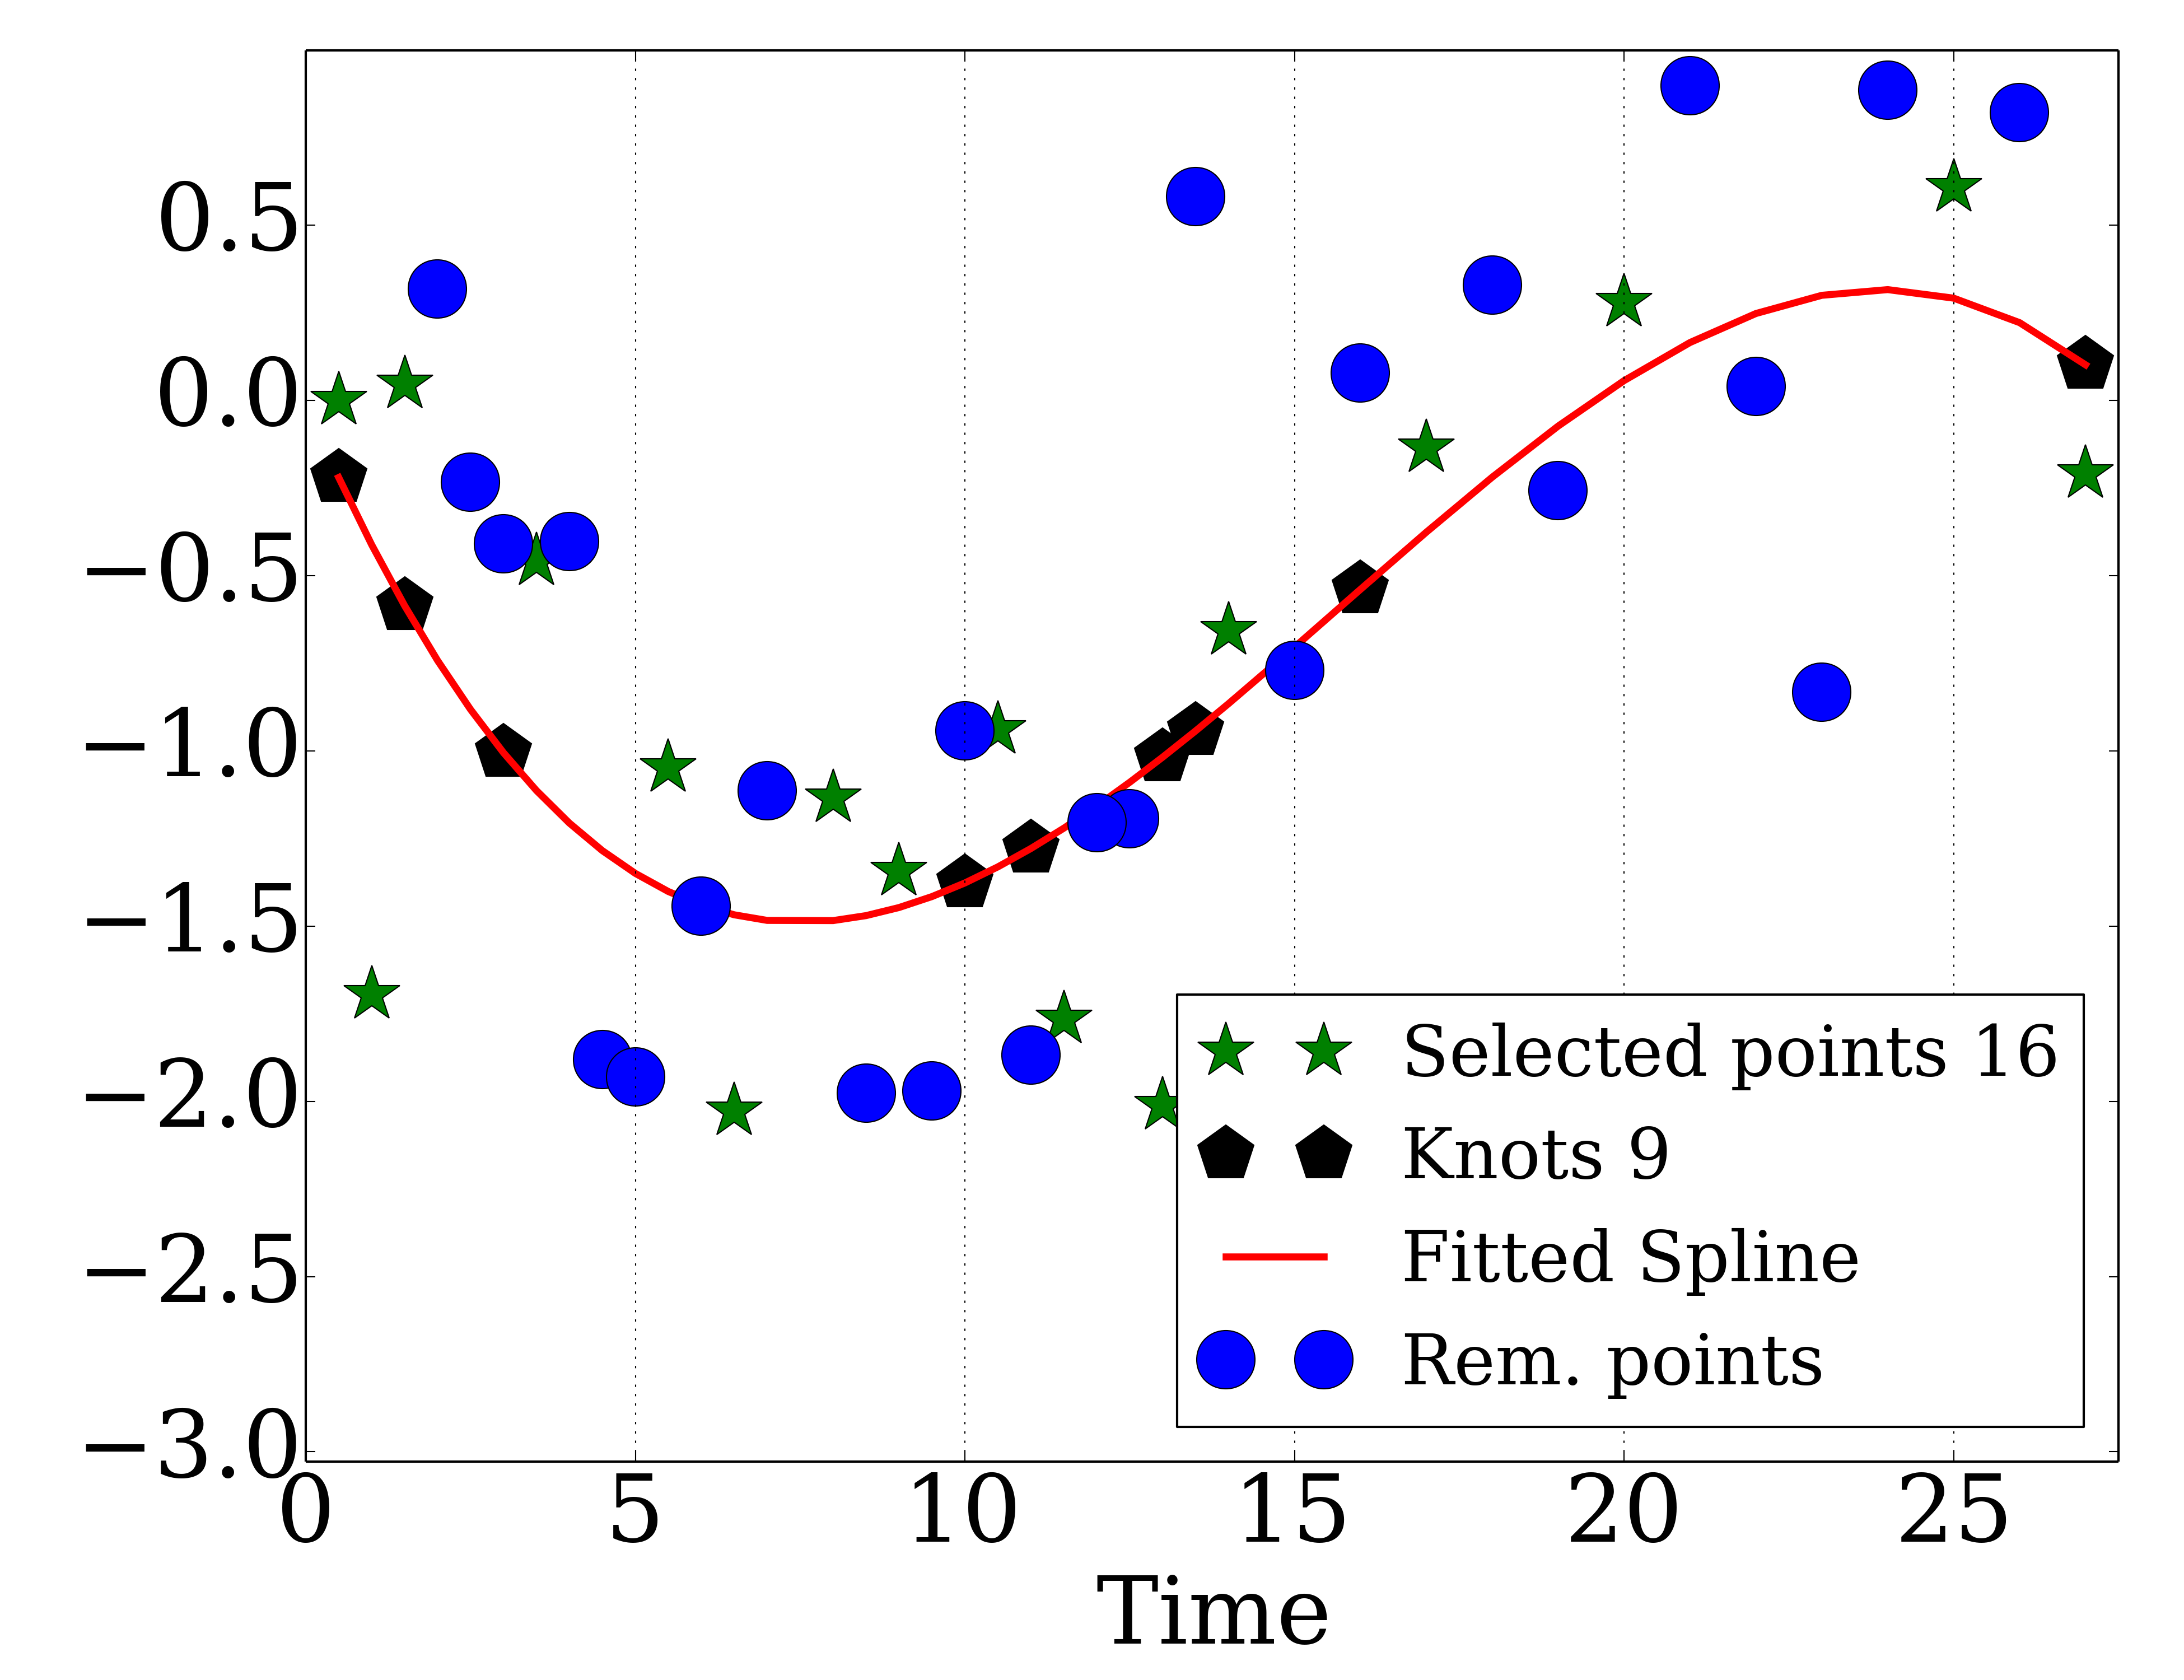 0.5
0.0
−0.5
−1.0
−1.5
−2.0
−2.5
−3.0
0 5 10 15 20 25
Time
Selected points 16
Knots 9
Fitted Spline
Rem. points